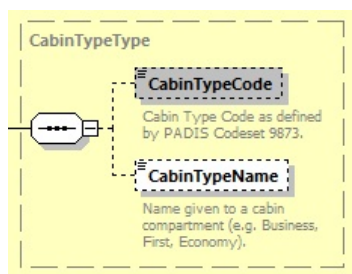 CabinTypeType
CabinTypeCode
Cabin Type Code as defined
by PADIS Codeset 9873.
CabinTypeName
Name given to a cabin
compartment (e.g. Business,
First, Economy).